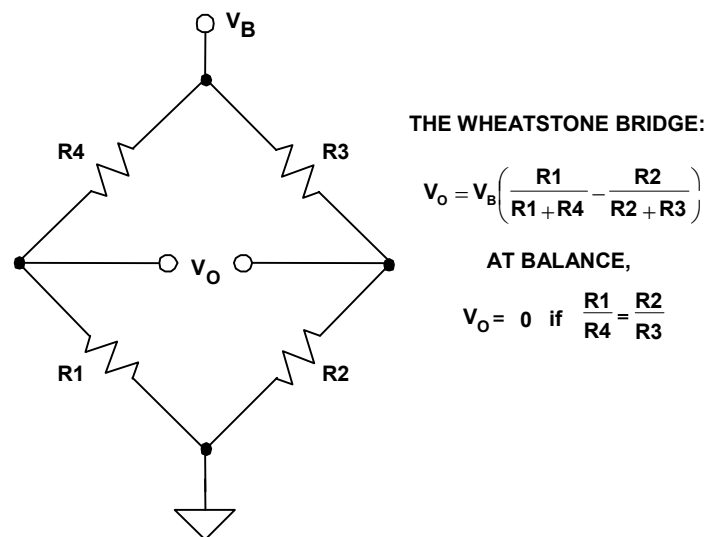 V_B
R4
R3
THE WHEATSTONE BRIDGE:
V_O = V_B ( R1 / (R1 + R4) − R2 / (R2 + R3) )
V_O
AT BALANCE,
V_O = 0 if R1 / R4 = R2 / R3
R1
R2